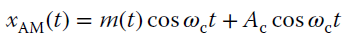 x_AM(t) = m(t) cos ω_c t + A_c cos ω_c t